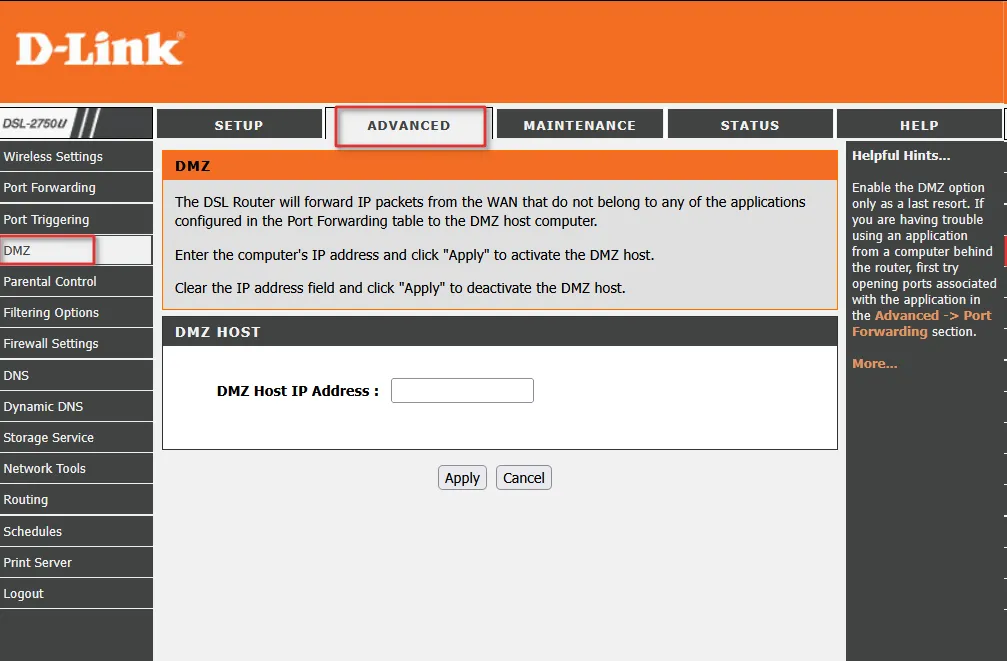 D-Link
DSL-2750U
SETUP
ADVANCED
MAINTENANCE
STATUS
HELP
Wireless Settings
Port Forwarding
Port Triggering
DMZ
Parental Control
Filtering Options
Firewall Settings
DNS
Dynamic DNS
Storage Service
Network Tools
Routing
Schedules
Print Server
Logout
DMZ
The DSL Router will forward IP packets from the WAN that do not belong to any of the applications
configured in the Port Forwarding table to the DMZ host computer.
Enter the computer's IP address and click "Apply" to activate the DMZ host.
Clear the IP address field and click "Apply" to deactivate the DMZ host.
DMZ HOST
DMZ Host IP Address :
Apply
Cancel
Helpful Hints...
Enable the DMZ option
only as a last resort. If
you are having trouble
using an application
from a computer behind
the router, first try
opening ports associated
with the application in
the Advanced -> Port
Forwarding section.
More...